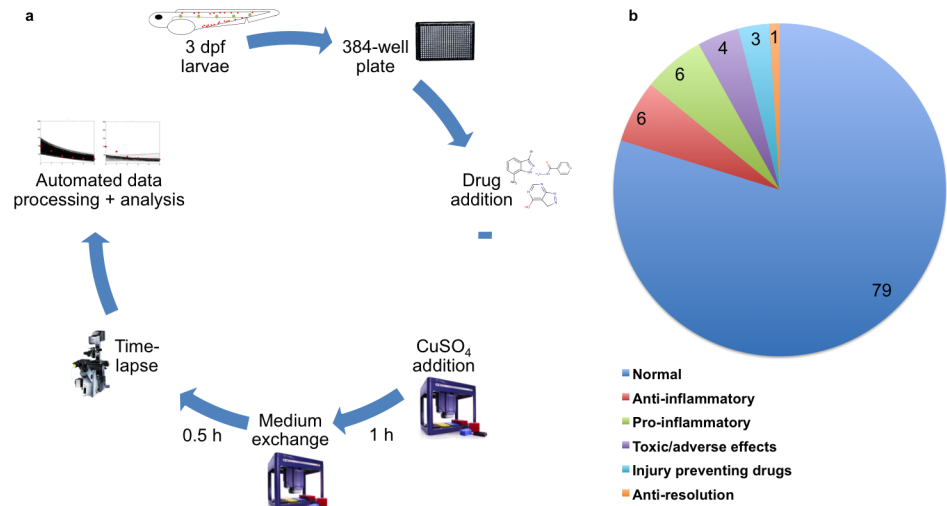 a
3 dpf
larvae
384-well
plate
Drug
addition
CuSO₄
addition
1 h
Medium
exchange
0.5 h
Time-
lapse
Automated data
processing + analysis
b
79
6
6
4
3
1
Normal
Anti-inflammatory
Pro-inflammatory
Toxic/adverse effects
Injury preventing drugs
Anti-resolution